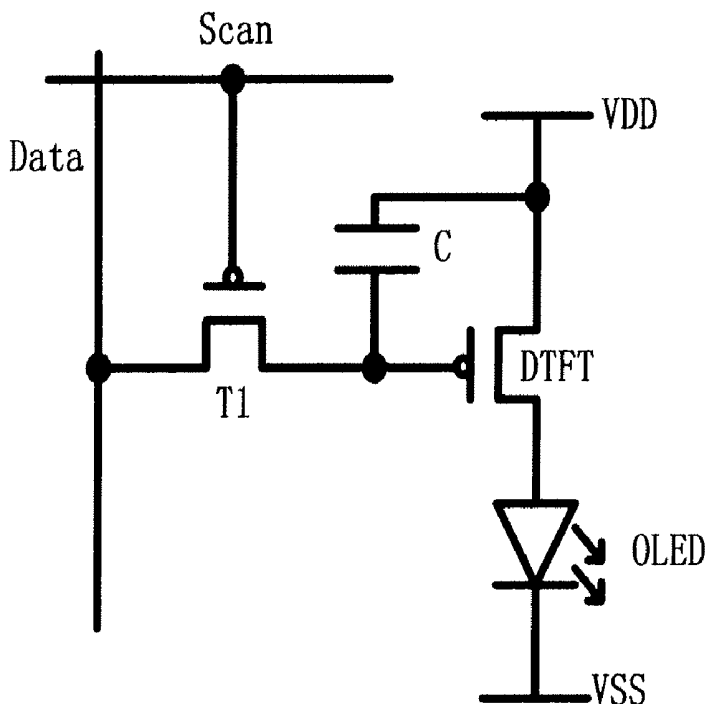 Scan
VDD
Data
C
DTFT
T1
OLED
VSS